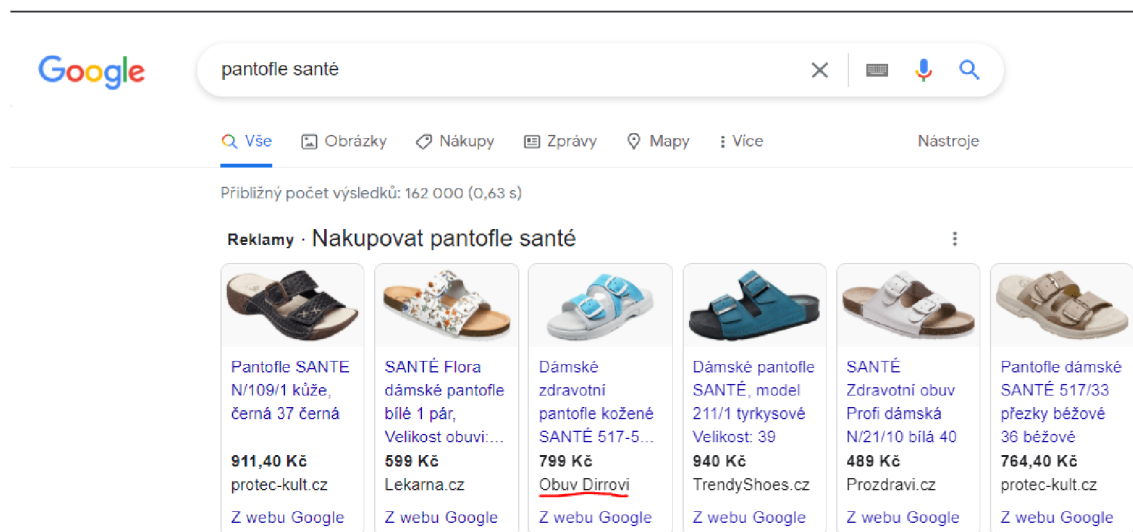 Google
pantofle santé
Vše Obrázky Nákupy Zprávy Mapy Více Nástroje
Přibližný počet výsledků: 162 000 (0,63 s)
Reklamy · Nakupovat pantofle santé
Pantofle SANTE
N/109/1 kůže,
černá 37 černá
911,40 Kč
protec-kult.cz
Z webu Google
SANTÉ Flora
dámské pantofle
bílé 1 pár,
Velikost obuvi:...
599 Kč
Lekarna.cz
Z webu Google
Dámské
zdravotní
pantofle kožené
SANTÉ 517-5...
799 Kč
Obuv Dirrovi
Z webu Google
Dámské pantofle
SANTÉ, model
211/1 tyrkysové
Velikost: 39
940 Kč
TrendyShoes.cz
Z webu Google
SANTÉ
Zdravotní obuv
Profi dámská
N/21/10 bílá 40
489 Kč
Prozdravi.cz
Z webu Google
Pantofle dámské
SANTÉ 517/33
přezky béžové
36 béžové
764,40 Kč
protec-kult.cz
Z webu Google